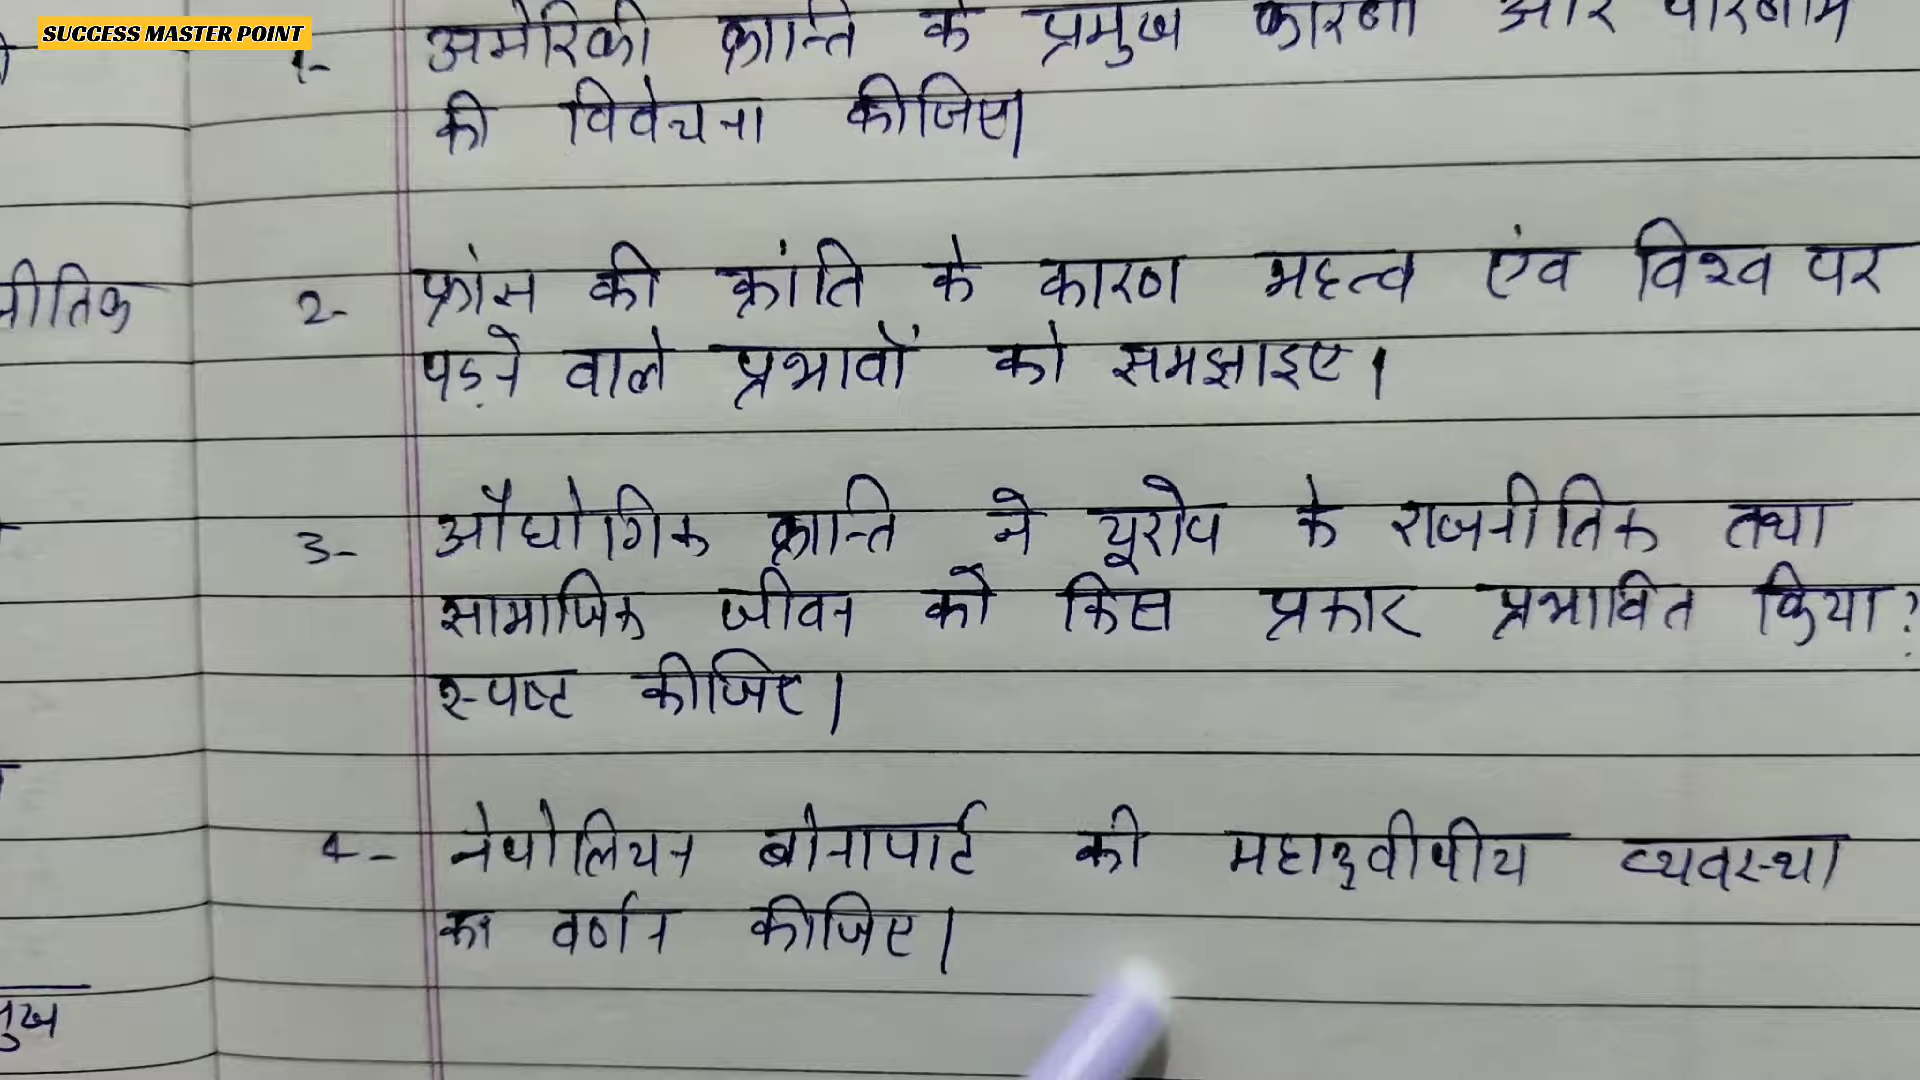 SUCCESS MASTER POINT
1- अमेरिकी क्रान्ति के प्रमुख कारणों और परिणाम
की विवेचना कीजिए।
नीतिक
2- फ्रांस की क्रांति के कारण महत्व एंव विश्व पर
पड़ने वाले प्रभावों को समझाइए।
3- औद्योगिक क्रान्ति ने यूरोप के राजनीतिक तथा
सामाजिक जीवन को किस प्रकार प्रभावित किया?
स्पष्ट कीजिए।
4- नेपोलियन बोनापार्ट की महाद्वीपीय व्यवस्था
का वर्णन कीजिए।
मुख